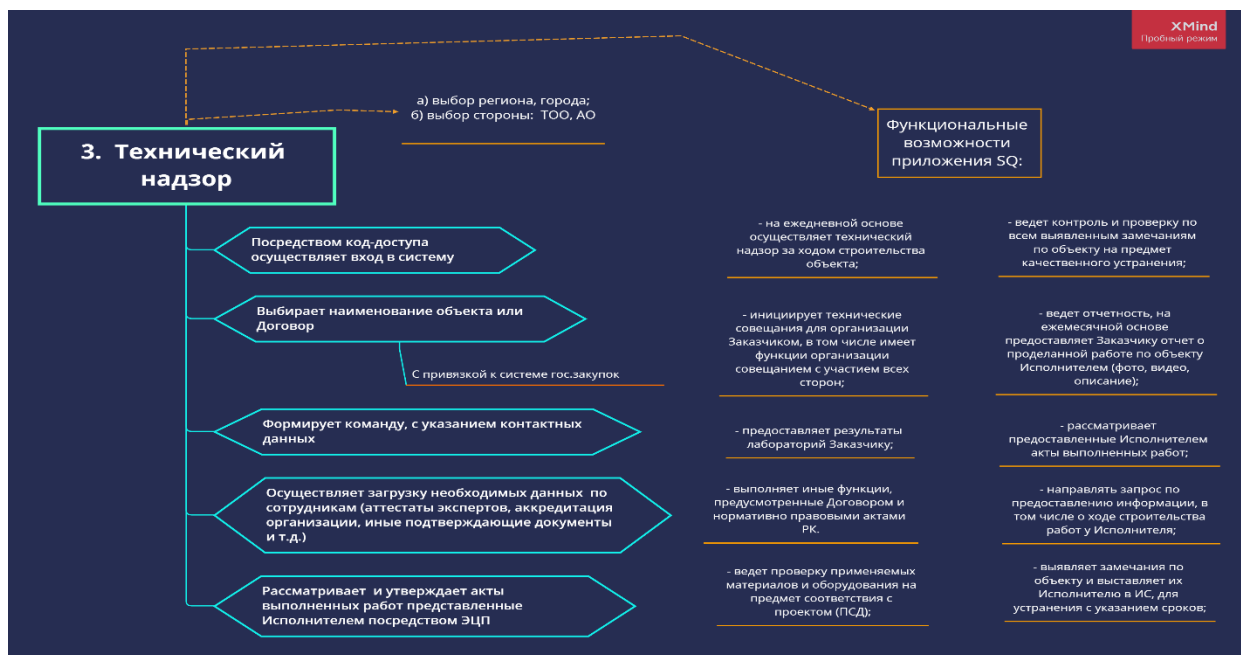 XMind
Пробный режим
а) выбор региона, города;
б) выбор стороны: ТОО, АО
3. Технический
надзор
Функциональные
возможности
приложения SQ:
Посредством код-доступа
осуществляет вход в систему
Выбирает наименование объекта или
Договор
С привязкой к системе гос.закупок
Формирует команду, с указанием контактных
данных
Осуществляет загрузку необходимых данных по
сотрудникам (аттестаты экспертов, аккредитация
организации, иные подтверждающие документы
и т.д.)
Рассматривает и утверждает акты
выполненных работ представленные
Исполнителем посредством ЭЦП
- на ежедневной основе
осуществляет технический
надзор за ходом строительства
объекта;
- инициирует технические
совещания для организации
Заказчиком, в том числе имеет
функции организации
совещанием с участием всех
сторон;
- предоставляет результаты
лабораторий Заказчику;
- выполняет иные функции,
предусмотренные Договором и
нормативно правовыми актами
РК.
- ведет проверку применяемых
материалов и оборудования на
предмет соответствия с
проектом (ПСД);
- ведет контроль и проверку по
всем выявленным замечаниям
по объекту на предмет
качественного устранения;
- ведет отчетность, на
ежемесячной основе
предоставляет Заказчику отчет о
проделанной работе по объекту
Исполнителем (фото, видео,
описание);
- рассматривает
предоставленные Исполнителем
акты выполненных работ;
- направлять запрос по
предоставлению информации, в
том числе о ходе строительства
работ у Исполнителя;
- выявляет замечания по
объекту и выставляет их
Исполнителю в ИС, для
устранения с указанием сроков;